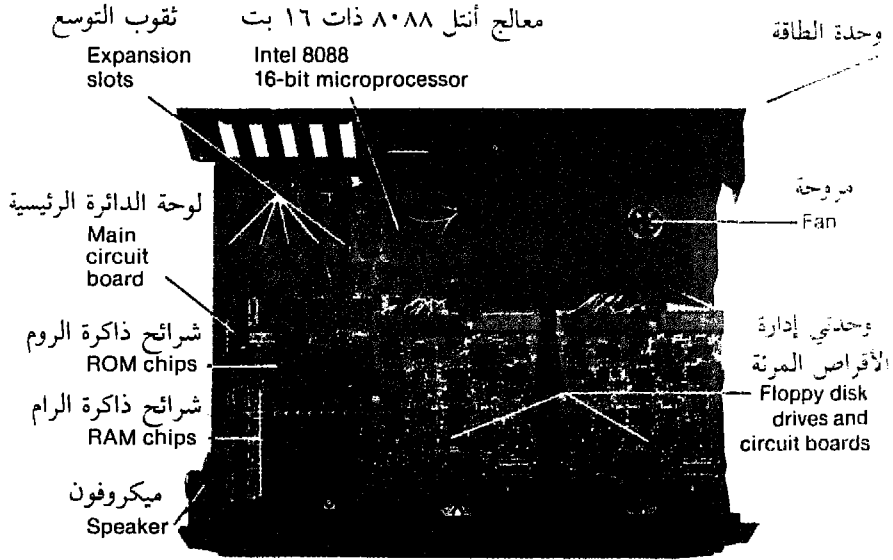 ثقوب التوسع
Expansion
slots
معالج أنتل ٨٠٨٨ ذات ١٦ بت
Intel 8088
16-bit microprocessor
وحدة الطاقة
لوحة الدائرة الرئيسية
Main
circuit
board
مروحة
Fan
شرائح ذاكرة الروم
ROM chips
وحدتي إدارة
الأقراص المرنة
Floppy disk
drives and
circuit boards
شرائح ذاكرة الرام
RAM chips
ميكروفون
Speaker